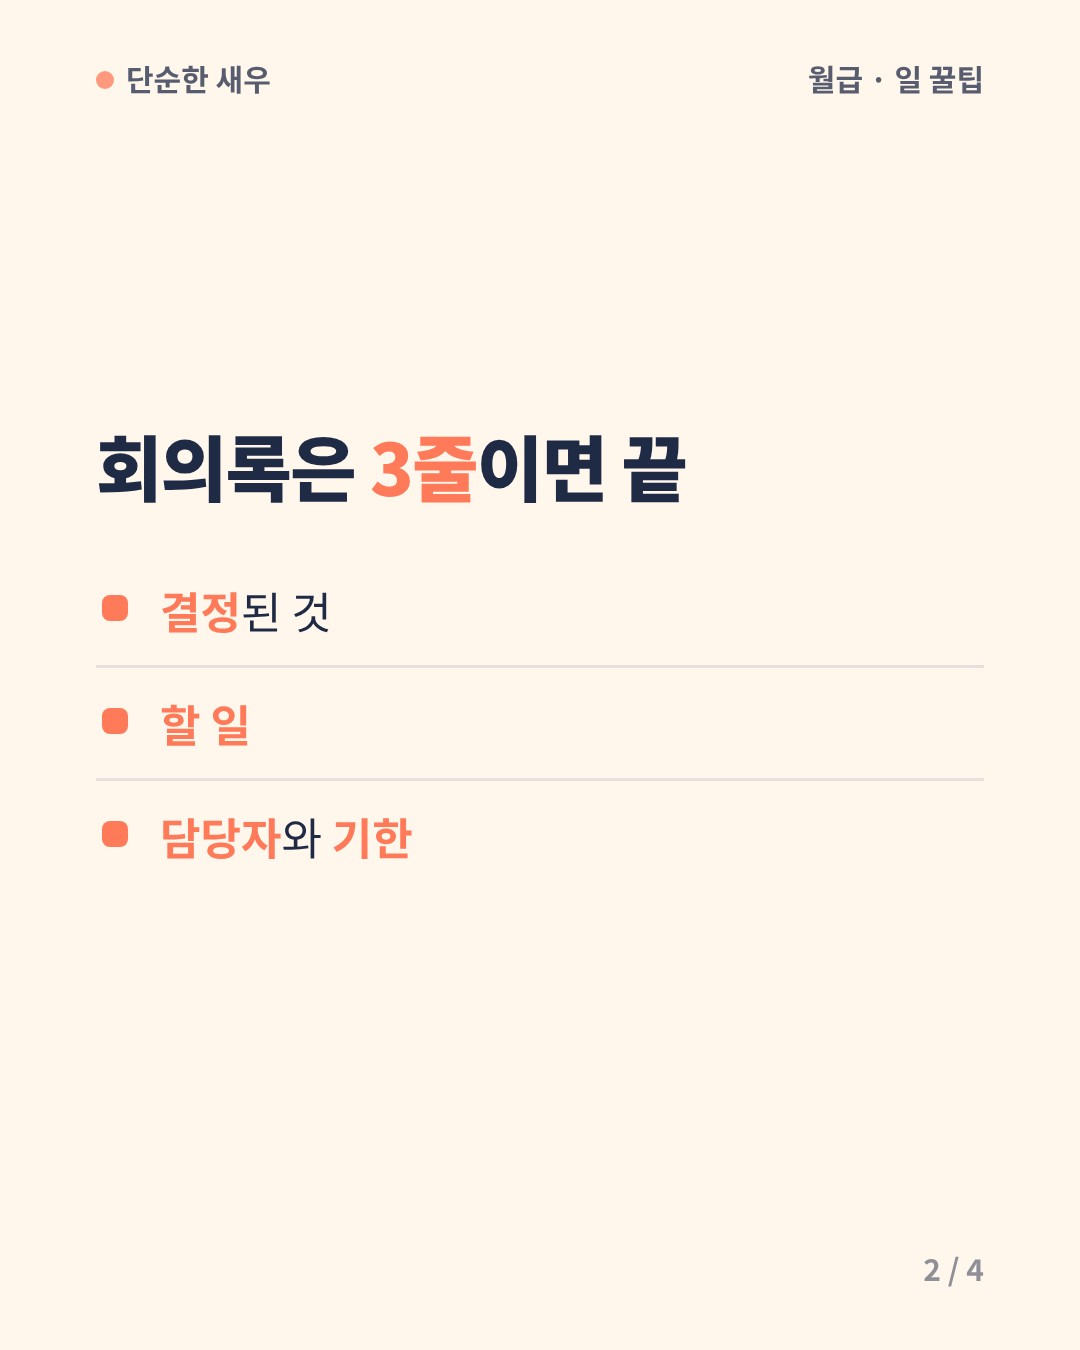 단순한 새우
월급 · 일 꿀팁
회의록은 3줄이면 끝
결정된 것
할 일
담당자와 기한
2 / 4